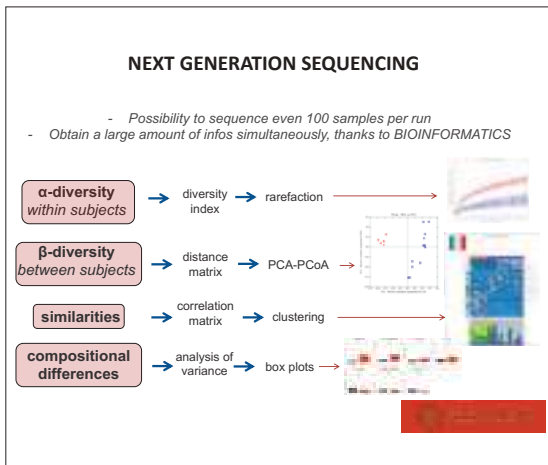 NEXT GENERATION SEQUENCING
- Possibility to sequence even 100 samples per run
- Obtain a large amount of infos simultaneously, thanks to BIOINFORMATICS
α-diversity
within subjects
diversity
index
rarefaction
β-diversity
between subjects
distance
matrix
PCA-PCoA
similarities
correlation
matrix
clustering
compositional
differences
analysis of
variance
box plots